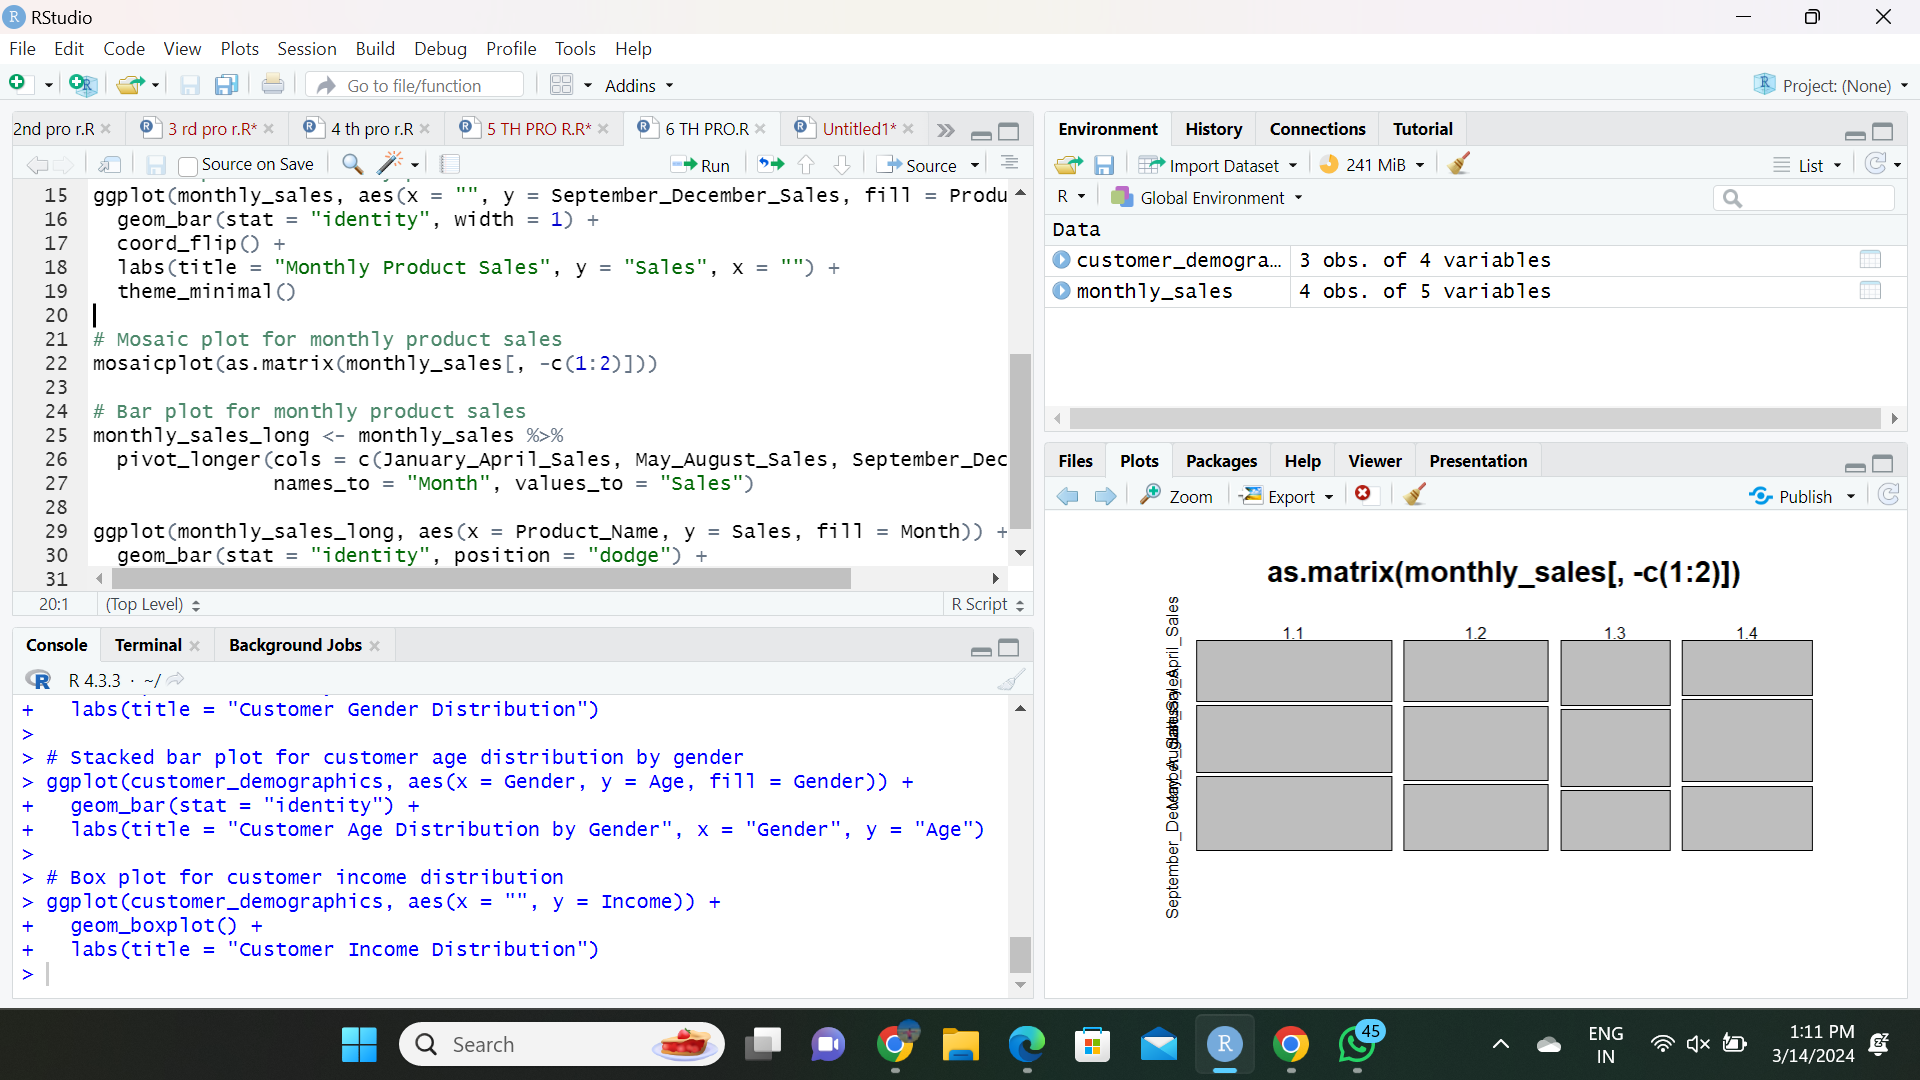 RStudio
File Edit Code View Plots Session Build Debug Profile Tools Help
Go to file/function Addins Project: (None)
2nd pro r.R 3 rd pro r.R* 4 th pro r.R 5 TH PRO R.R* 6 TH PRO.R Untitled1*
Source on Save Run Source
15 ggplot(monthly_sales, aes(x = "", y = September_December_Sales, fill = Produ
16 geom_bar(stat = "identity", width = 1) +
17 coord_flip() +
18 labs(title = "Monthly Product Sales", y = "Sales", x = "") +
19 theme_minimal()
20
21 # Mosaic plot for monthly product sales
22 mosaicplot(as.matrix(monthly_sales[, -c(1:2)]))
23
24 # Bar plot for monthly product sales
25 monthly_sales_long <- monthly_sales %>%
26 pivot_longer(cols = c(January_April_Sales, May_August_Sales, September_Dec
27 names_to = "Month", values_to = "Sales")
28
29 ggplot(monthly_sales_long, aes(x = Product_Name, y = Sales, fill = Month)) +
30 geom_bar(stat = "identity", position = "dodge") +
31
20:1 (Top Level) R Script
Console Terminal Background Jobs
R 4.3.3 · ~/
+ labs(title = "Customer Gender Distribution")
>
> # Stacked bar plot for customer age distribution by gender
> ggplot(customer_demographics, aes(x = Gender, y = Age, fill = Gender)) +
+ geom_bar(stat = "identity") +
+ labs(title = "Customer Age Distribution by Gender", x = "Gender", y = "Age")
>
> # Box plot for customer income distribution
> ggplot(customer_demographics, aes(x = "", y = Income)) +
+ geom_boxplot() +
+ labs(title = "Customer Income Distribution")
>
Environment History Connections Tutorial
Import Dataset 241 MiB List
R Global Environment
Data
customer_demogra... 3 obs. of 4 variables
monthly_sales 4 obs. of 5 variables
Files Plots Packages Help Viewer Presentation
Zoom Export Publish
as.matrix(monthly_sales[, -c(1:2)])
1.1 1.2 1.3 1.4
Search
45
ENG
IN
1:11 PM
3/14/2024